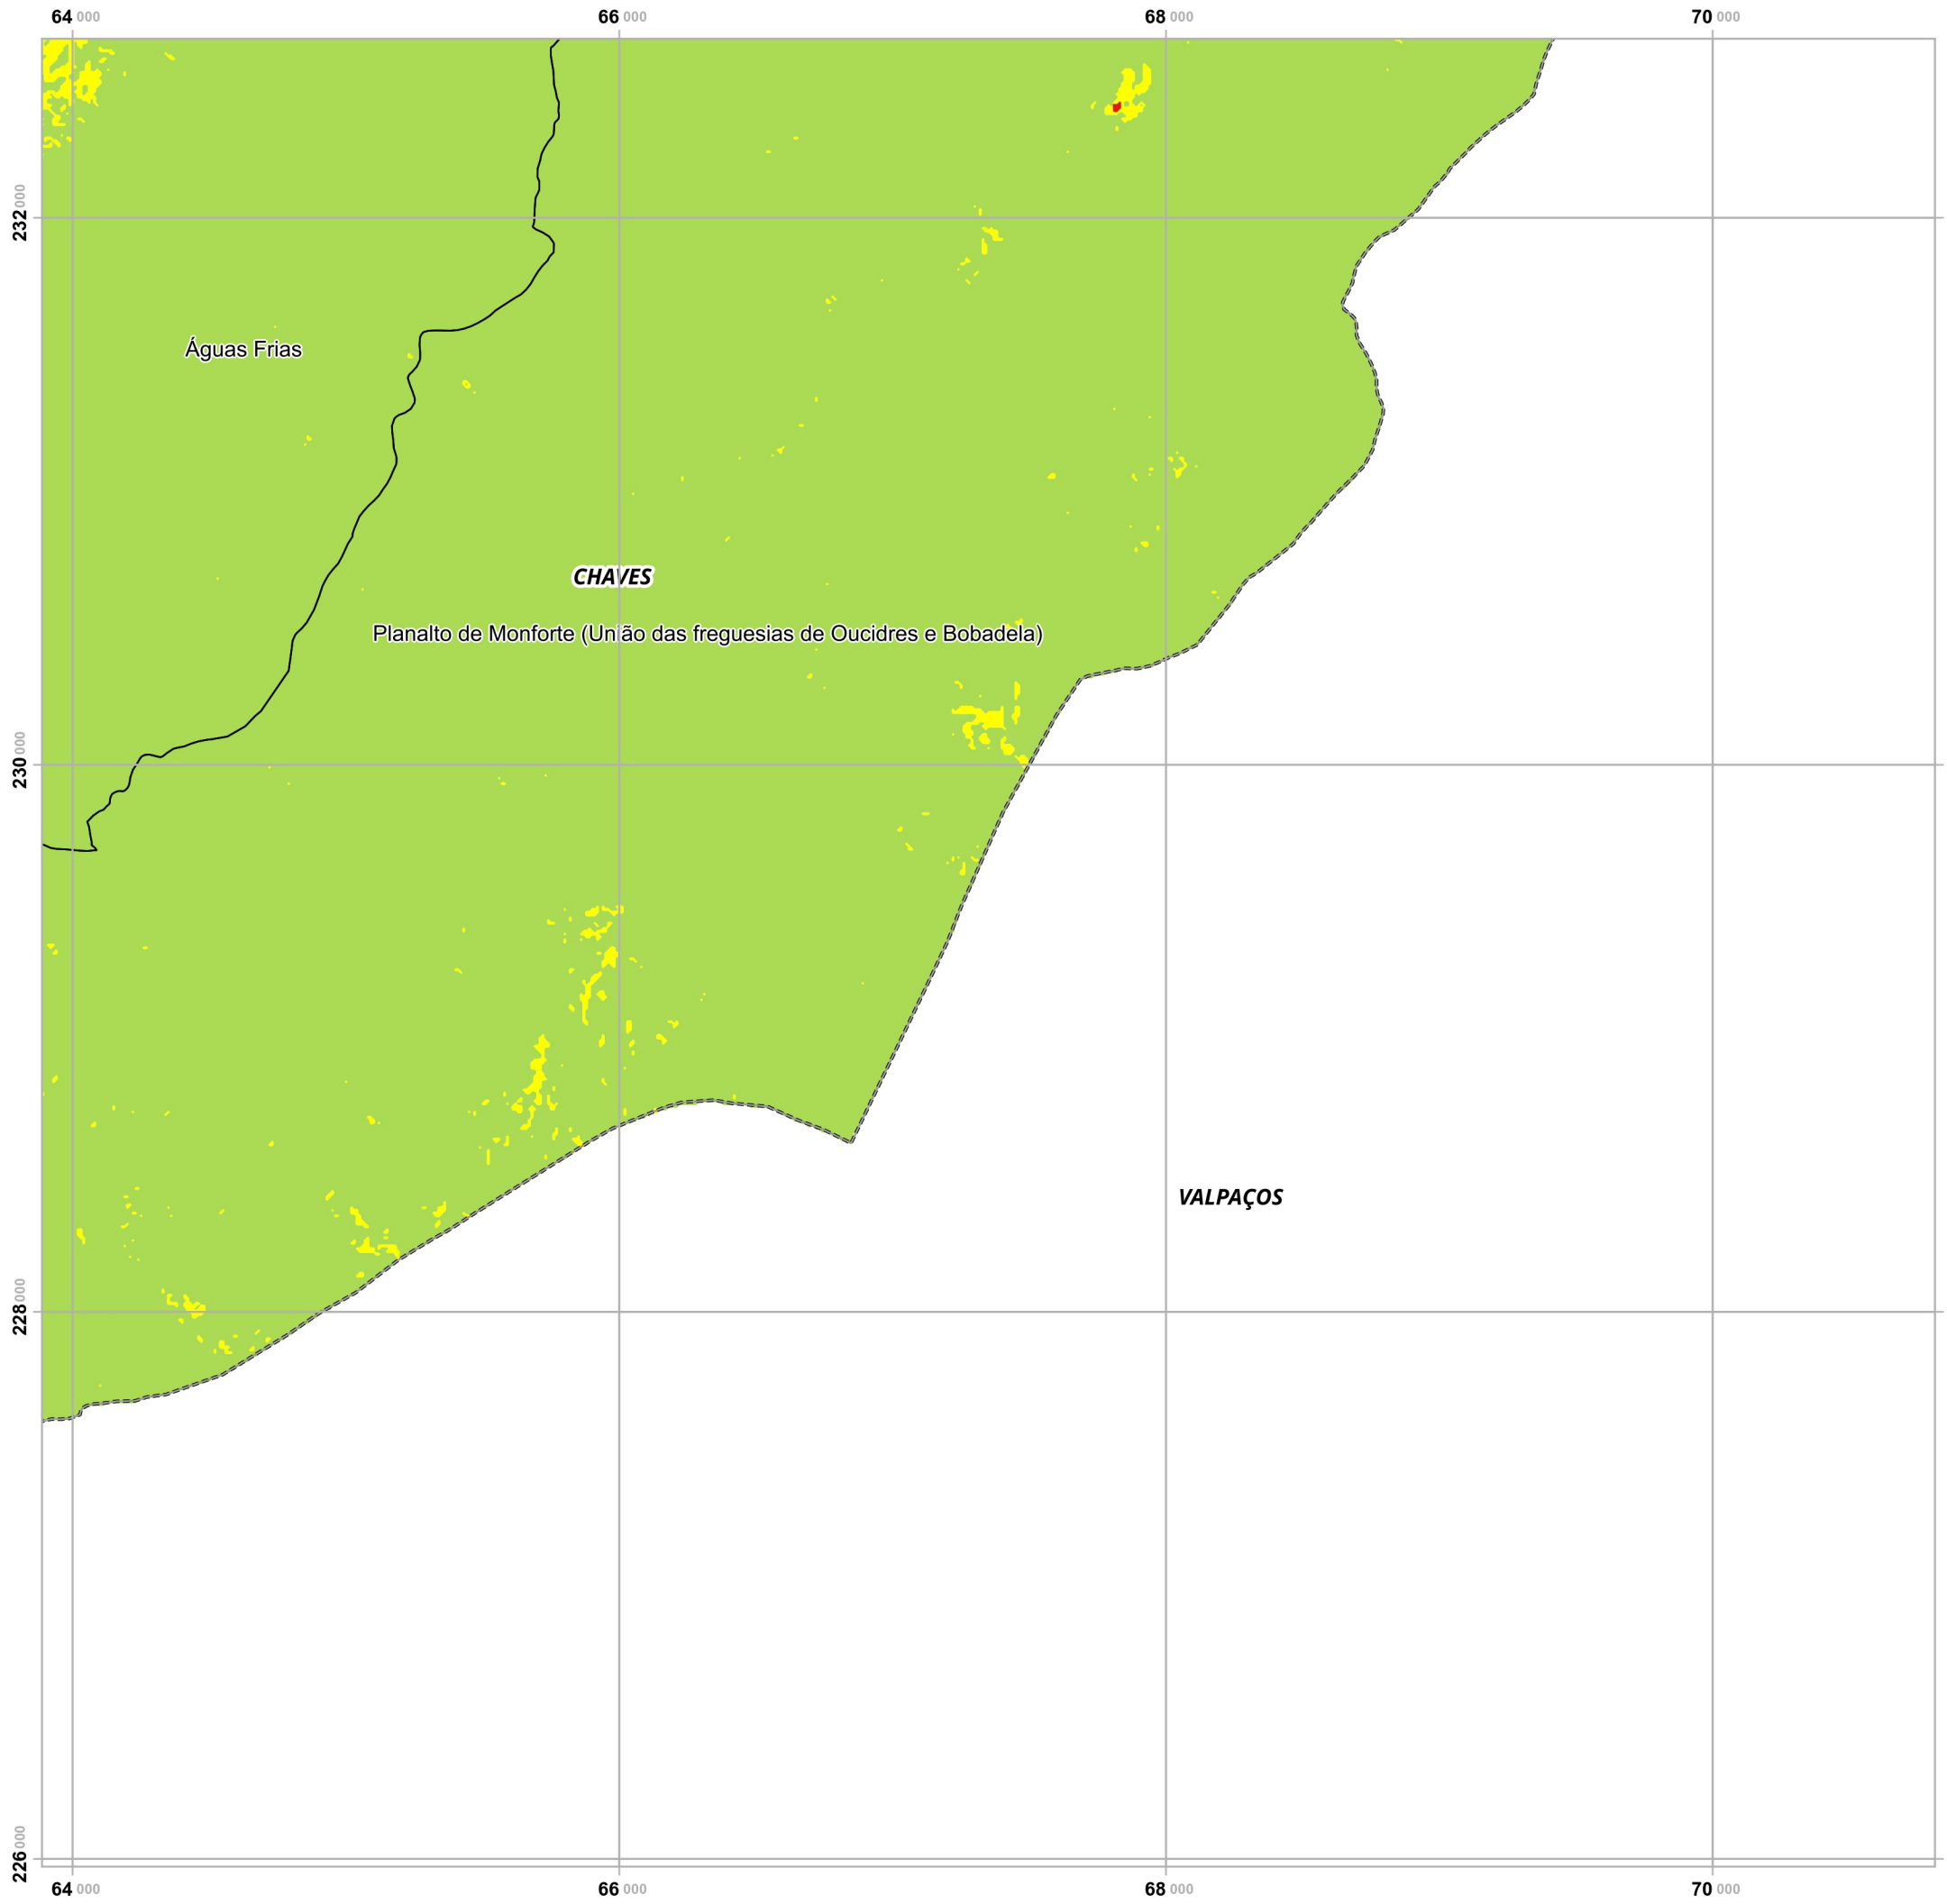 64 000 66 000 68 000 70 000
232 000
Águas Frias
CHAVES
Planalto de Monforte (União das freguesias de Oucidres e Bobadela)
230 000
VALPAÇOS
228 000
226 000
64 000 66 000 68 000 70 000